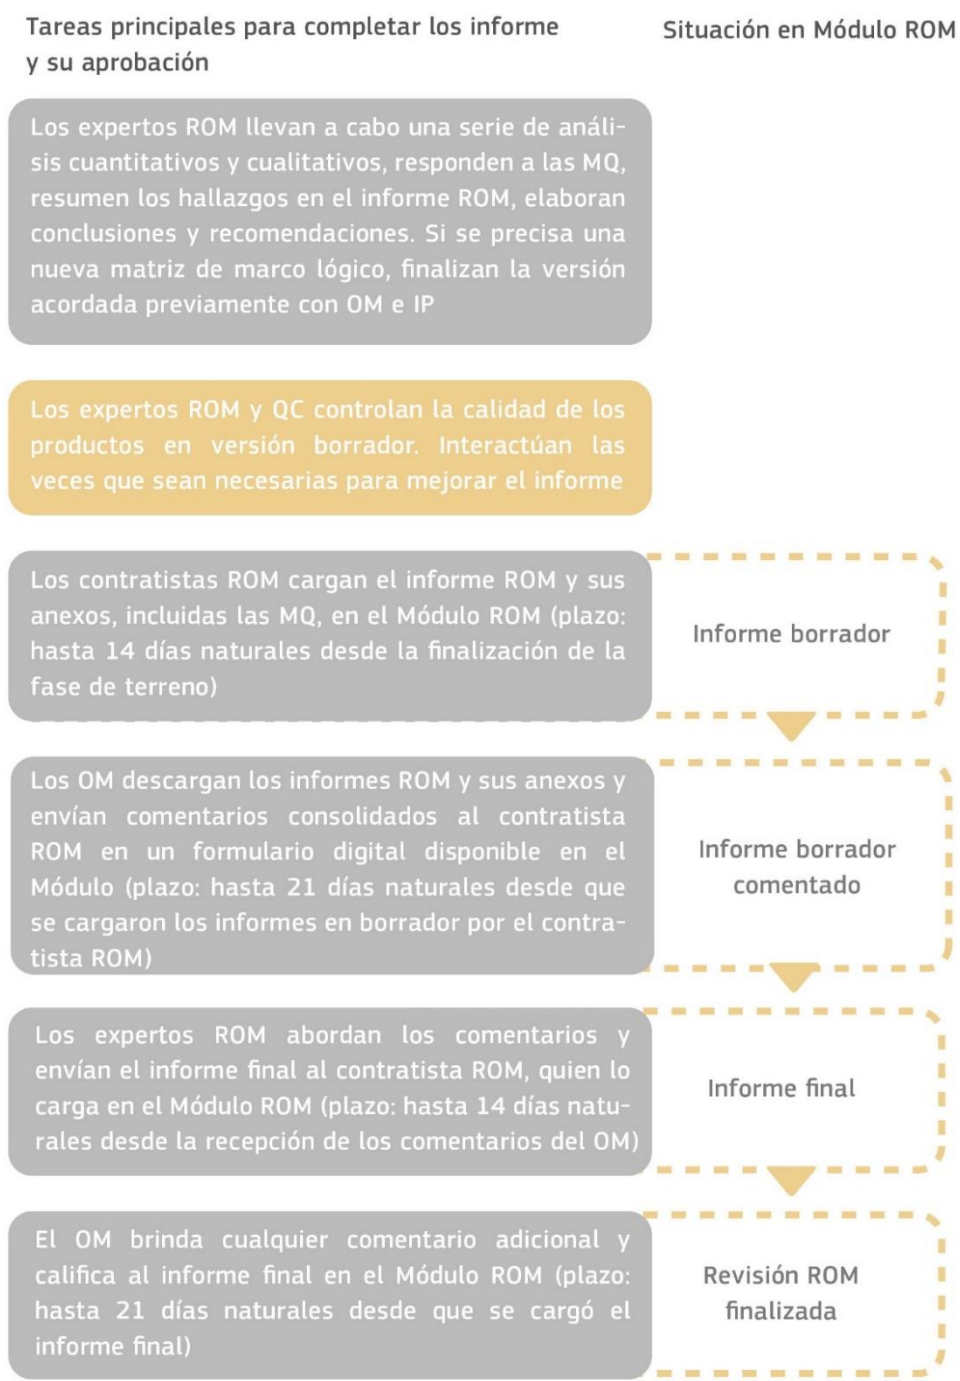 Tareas principales para completar los informe
y su aprobación
Situación en Módulo ROM
Los expertos ROM llevan a cabo una serie de análi-
sis cuantitativos y cualitativos, responden a las MQ,
resumen los hallazgos en el informe ROM, elaboran
conclusiones y recomendaciones. Si se precisa una
nueva matriz de marco lógico, finalizan la versión
acordada previamente con OM e IP
Los expertos ROM y QC controlan la calidad de los
productos en versión borrador. Interactúan las
veces que sean necesarias para mejorar el informe
Los contratistas ROM cargan el informe ROM y sus
anexos, incluidas las MQ, en el Módulo ROM (plazo:
hasta 14 días naturales desde la finalización de la
fase de terreno)
Informe borrador
Los OM descargan los informes ROM y sus anexos y
envían comentarios consolidados al contratista
ROM en un formulario digital disponible en el
Módulo (plazo: hasta 21 días naturales desde que
se cargaron los informes en borrador por el contra-
tista ROM)
Informe borrador
comentado
Los expertos ROM abordan los comentarios y
envían el informe final al contratista ROM, quien lo
carga en el Módulo ROM (plazo: hasta 14 días natu-
rales desde la recepción de los comentarios del OM)
Informe final
El OM brinda cualquier comentario adicional y
califica al informe final en el Módulo ROM (plazo:
hasta 21 días naturales desde que se cargó el
informe final)
Revisión ROM
finalizada